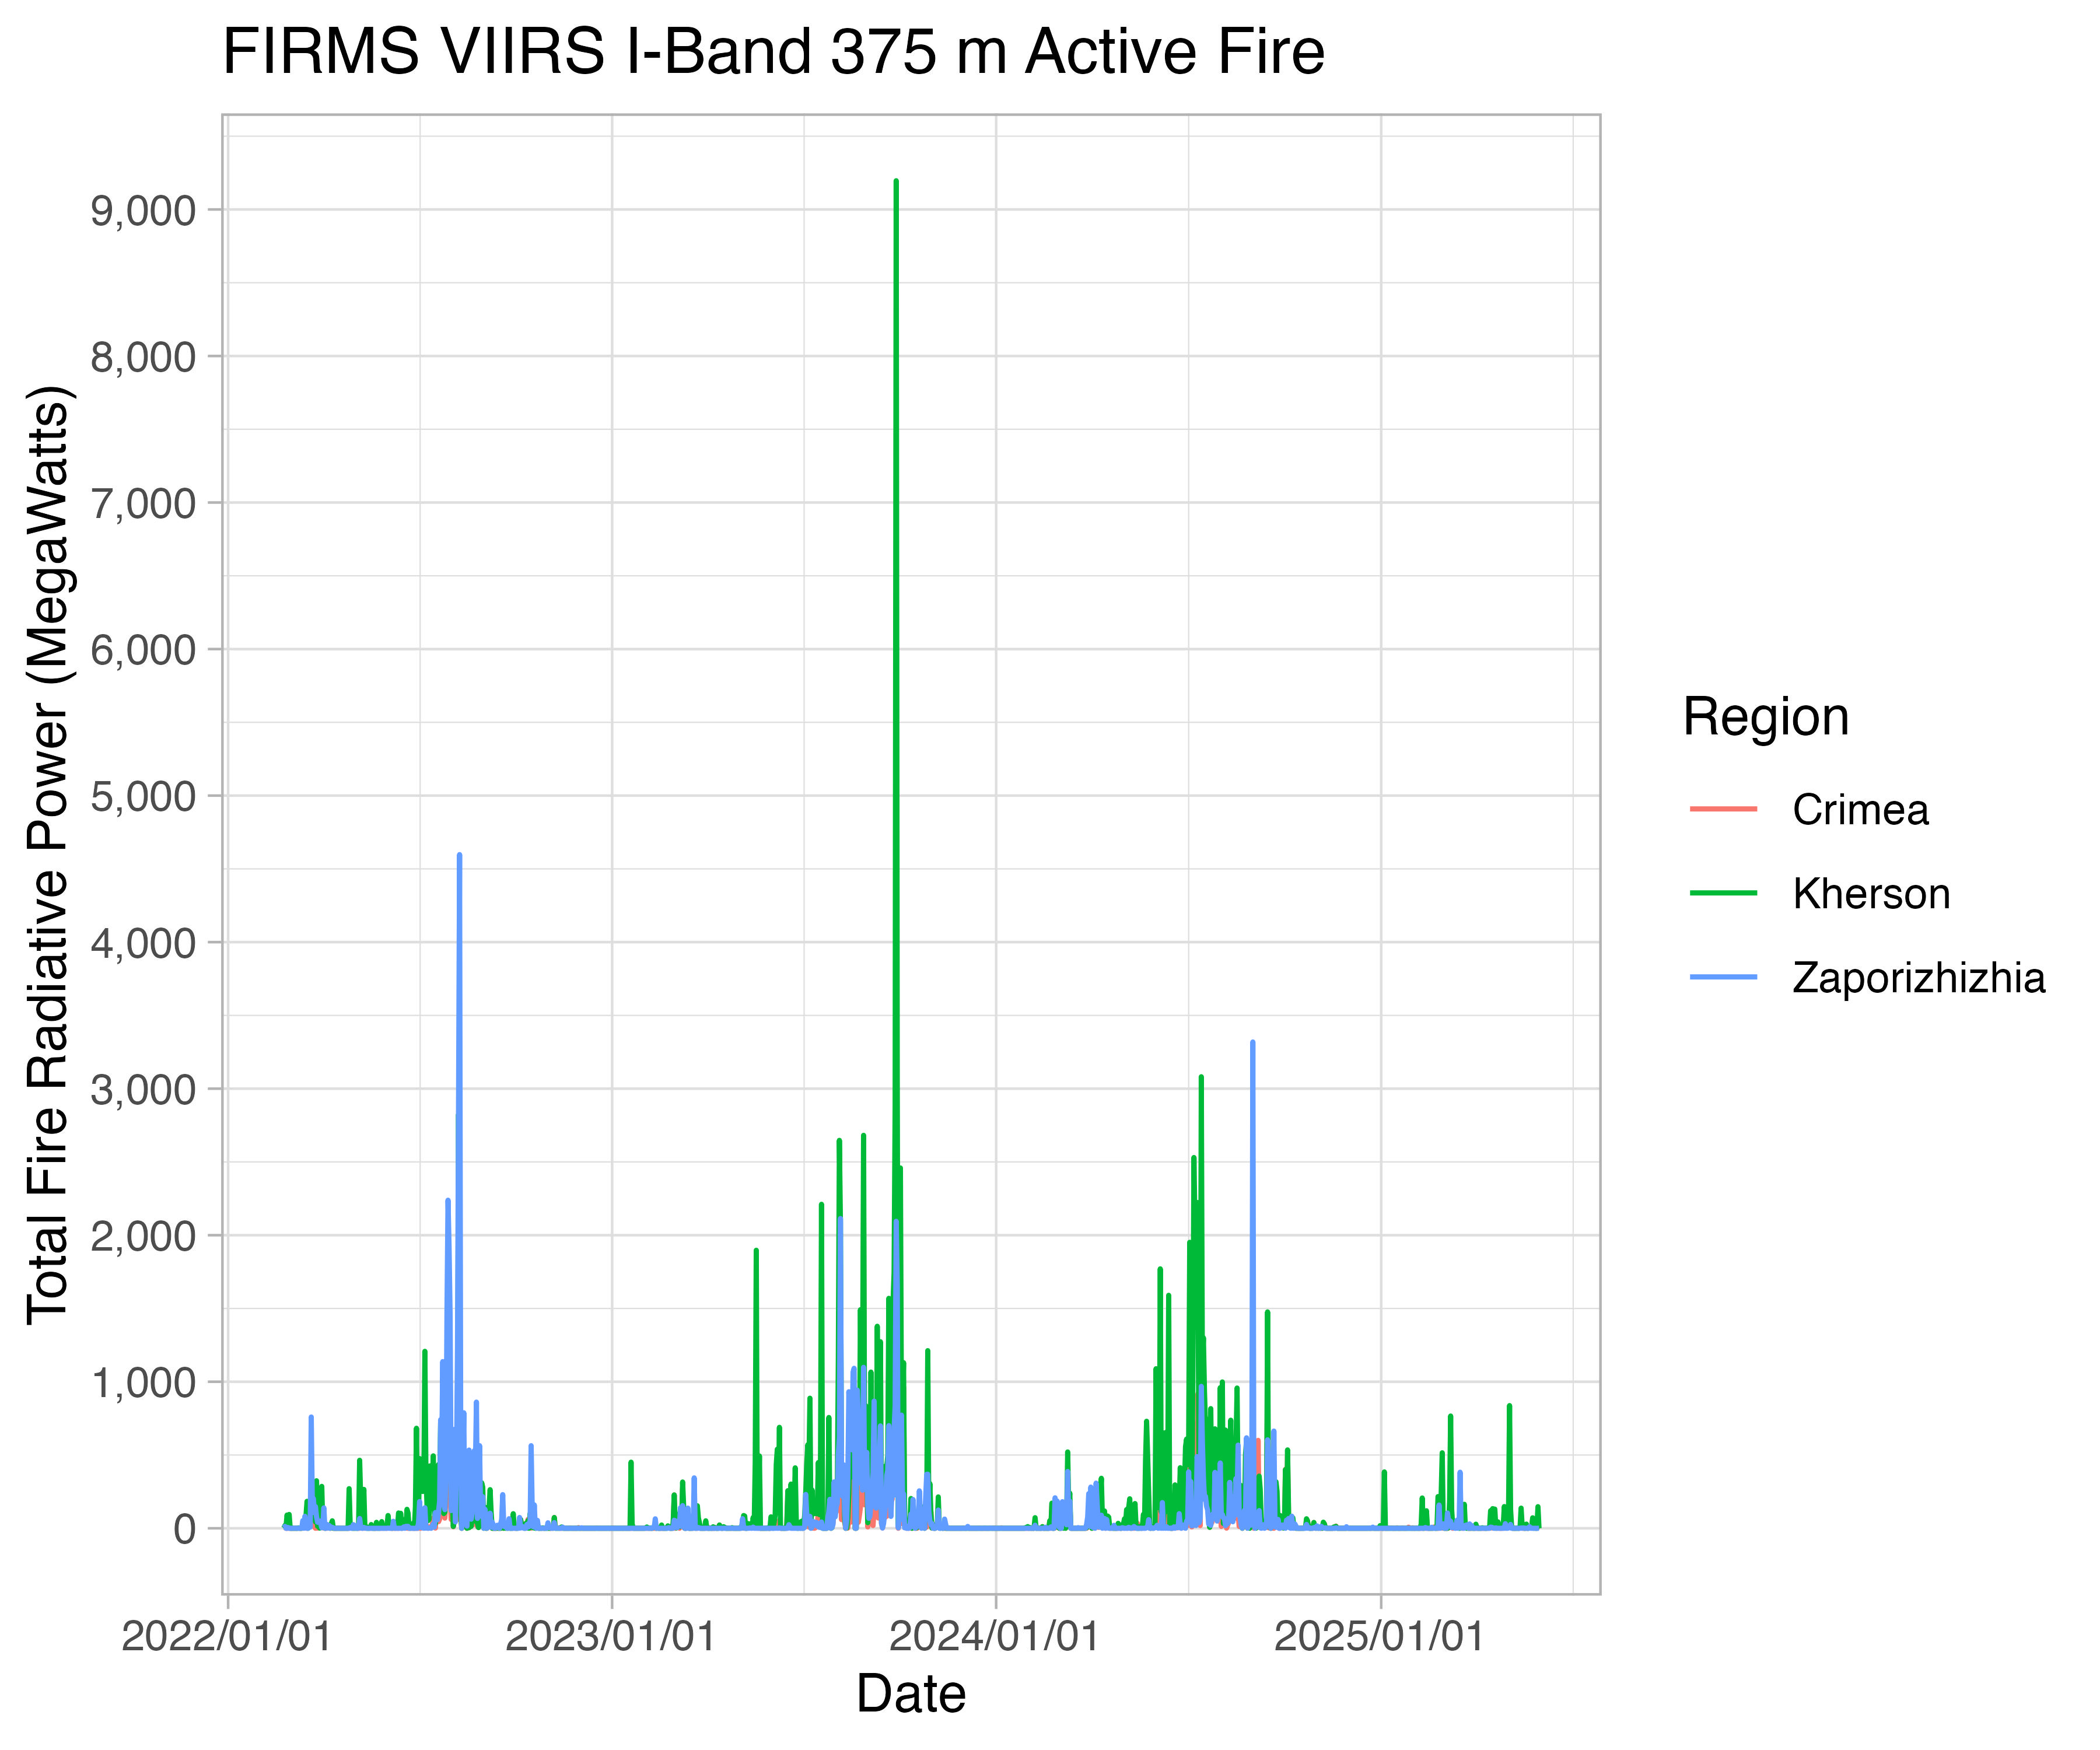 FIRMS VIIRS I-Band 375 m Active Fire
Total Fire Radiative Power (MegaWatts)
9,000
8,000
7,000
6,000
5,000
4,000
3,000
2,000
1,000
0
2022/01/01 2023/01/01 2024/01/01 2025/01/01
Date
Region
Crimea
Kherson
Zaporizhizhia